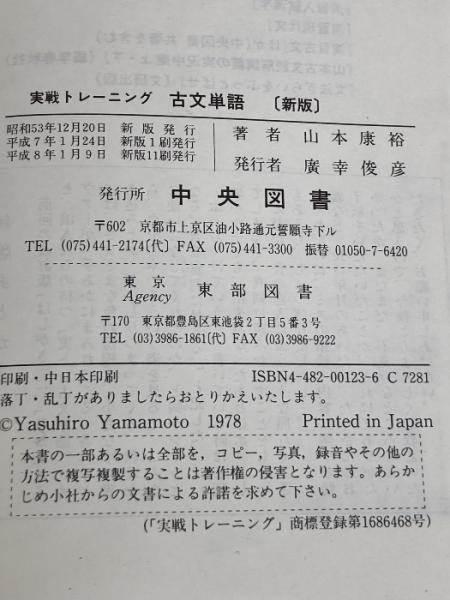 実戦トレーニング 古文単語 〔新版〕
昭和53年12月20日 新版発行
平成7年1月24日 新版1刷発行
平成8年1月9日 新版11刷発行
著者 山本康裕
発行者 廣幸俊彦
発行所 中央図書
〒602 京都市上京区油小路通元誓願寺下ル
TEL (075)441-2174〔代〕 FAX (075)441-3300 振替 01050-7-6420
東京 Agency 東部図書
〒170 東京都豊島区東池袋2丁目5番3号
TEL (03)3986-1861〔代〕 FAX (03)3986-9222
印刷・中日本印刷 ISBN4-482-00123-6 C7281
落丁・乱丁がありましたらおとりかえいたします。
©Yasuhiro Yamamoto 1978 Printed in Japan
本書の一部あるいは全部を,コピー,写真,録音やその他の
方法で複写複製することは著作権の侵害となります。あらか
じめ小社からの文書による許諾を求めて下さい。
(「実戦トレーニング」商標登録第1686468号)